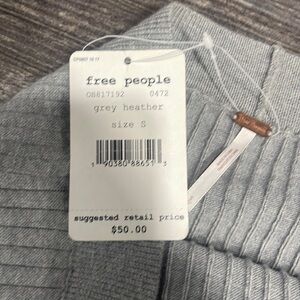 free people
OB817192 0472
grey heather
size S
suggested retail price
$50.00